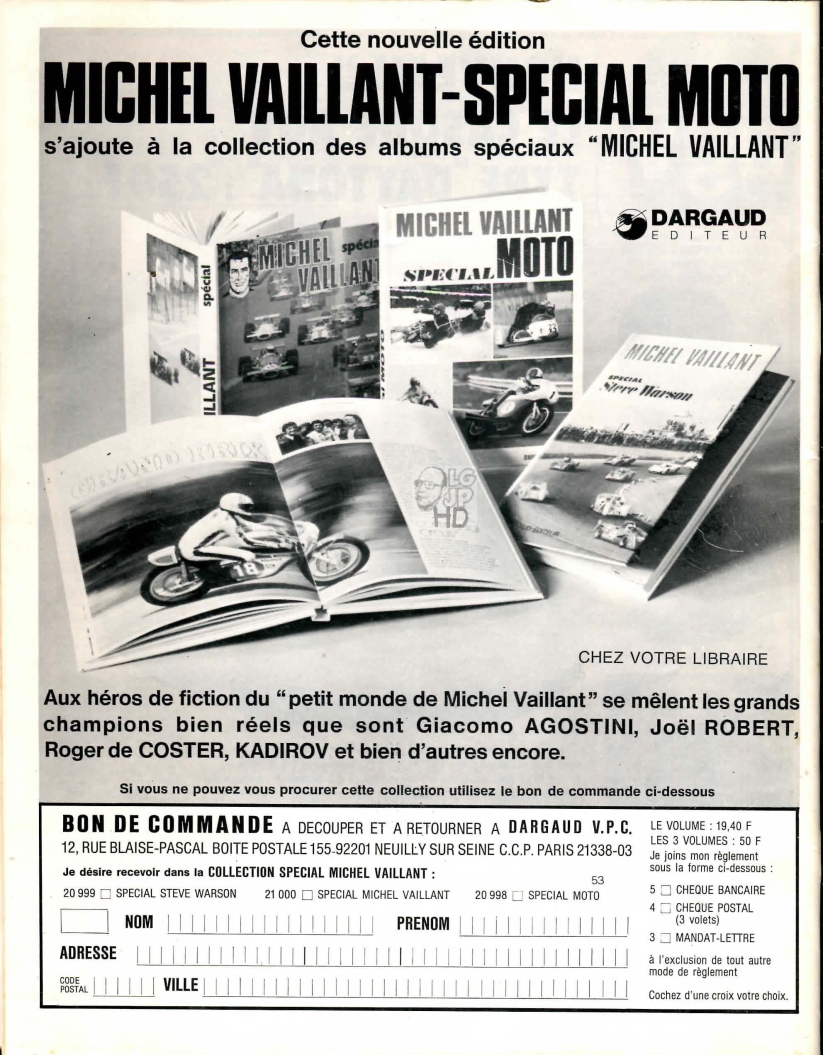 Cette nouvelle édition
MICHEL VAILLANT-SPECIAL MOTO
s'ajoute à la collection des albums spéciaux "MICHEL VAILLANT"
DARGAUD
EDITEUR
spécial
MICHEL spécia
VAILLANT
MICHEL VAILLANT
SPECIAL MOTO
MOTO
33
MICHEL VAILLANT
SPECIAL
Steve Warson
LG
JP
HD
18
CHEZ VOTRE LIBRAIRE
Aux héros de fiction du "petit monde de Michel Vaillant" se mêlent les grands
champions bien réels que sont Giacomo AGOSTINI, Joël ROBERT,
Roger de COSTER, KADIROV et bien d'autres encore.
Si vous ne pouvez vous procurer cette collection utilisez le bon de commande ci-dessous
BON DE COMMANDE A DECOUPER ET A RETOURNER A DARGAUD V.P.C.
12, RUE BLAISE-PASCAL BOITE POSTALE 155-92201 NEUILLY SUR SEINE C.C.P. PARIS 21338-03
Je désire recevoir dans la COLLECTION SPECIAL MICHEL VAILLANT :
53
20 999 □ SPECIAL STEVE WARSON 21 000 □ SPECIAL MICHEL VAILLANT 20 998 □ SPECIAL MOTO
NOM PRENOM
ADRESSE
CODE POSTAL VILLE
LE VOLUME : 19,40 F
LES 3 VOLUMES : 50 F
Je joins mon règlement
sous la forme ci-dessous :
5 □ CHEQUE BANCAIRE
4 □ CHEQUE POSTAL
(3 volets)
3 □ MANDAT-LETTRE
à l'exclusion de tout autre
mode de règlement
Cochez d'une croix votre choix.